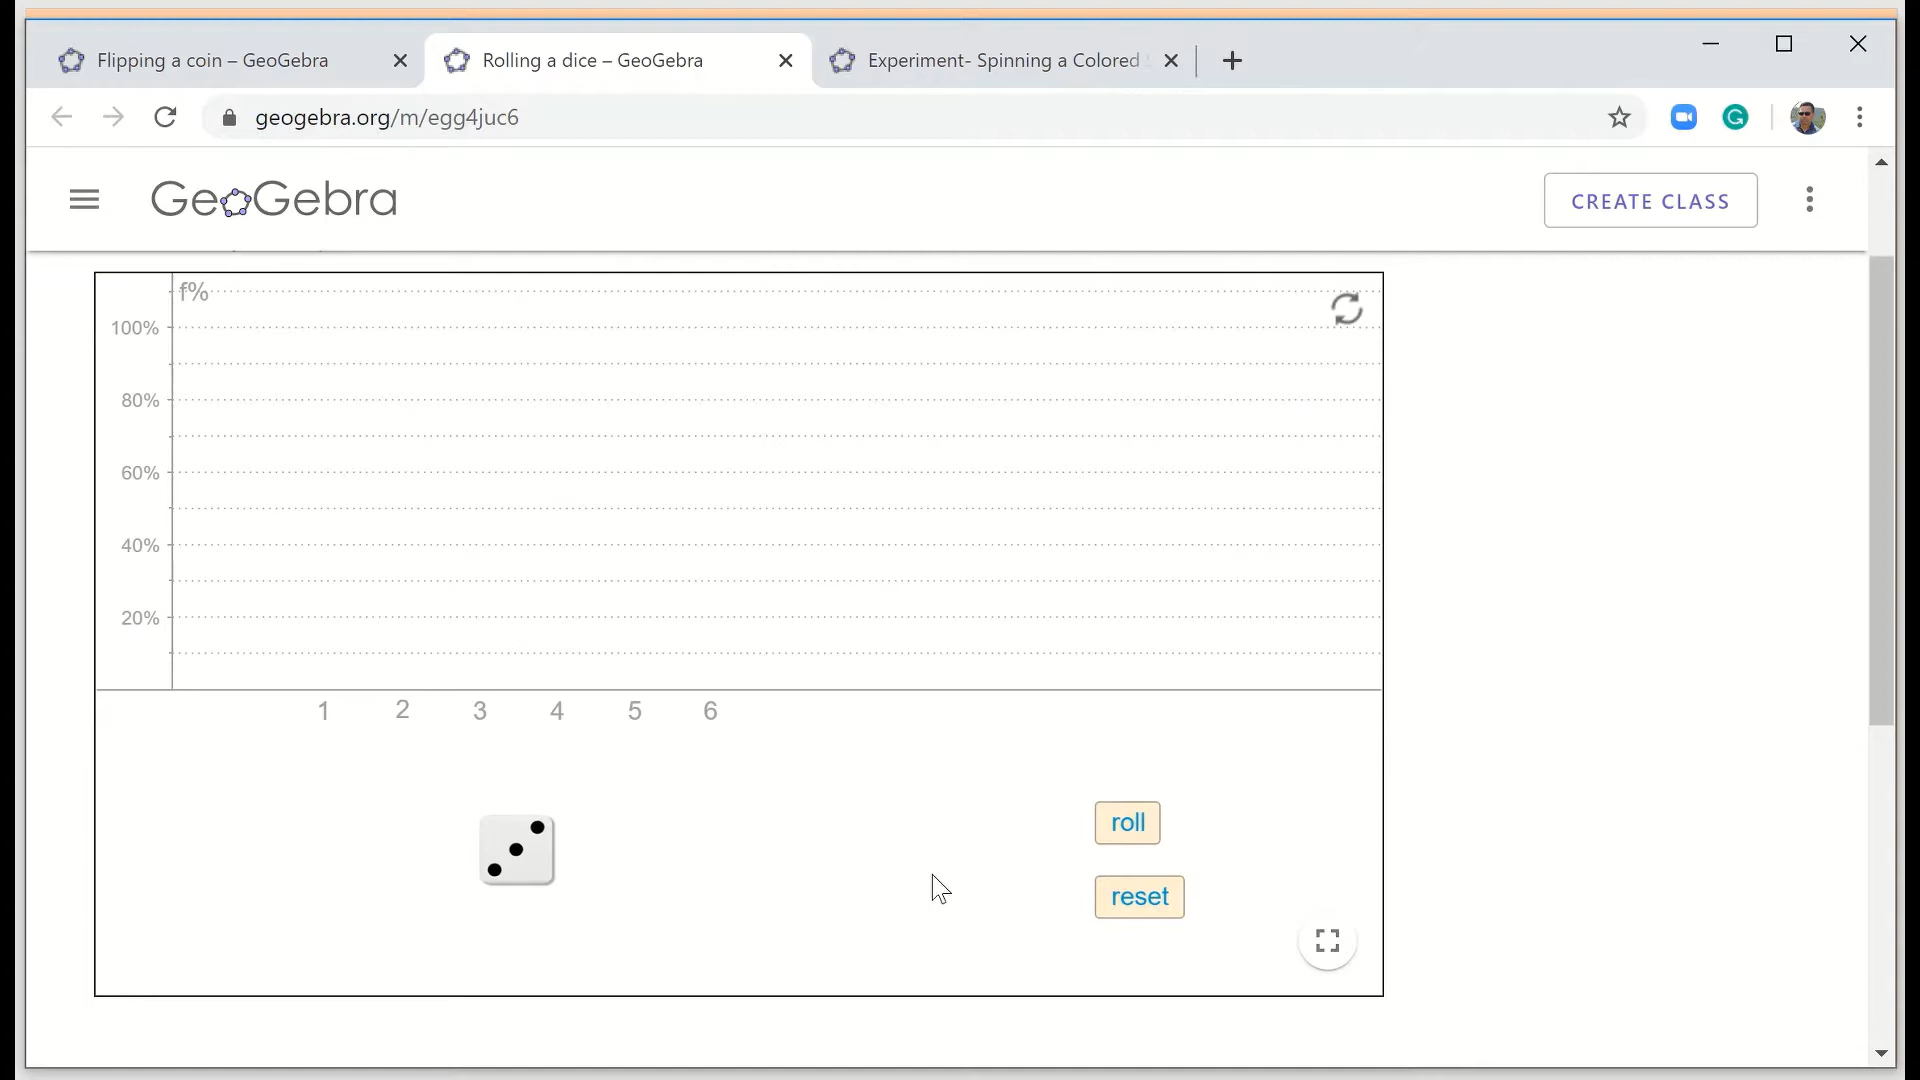 Flipping a coin – GeoGebra
Rolling a dice – GeoGebra
Experiment- Spinning a Colored
geogebra.org/m/egg4juc6
GeoGebra
CREATE CLASS
f%
100%
80%
60%
40%
20%
1 2 3 4 5 6
roll
reset